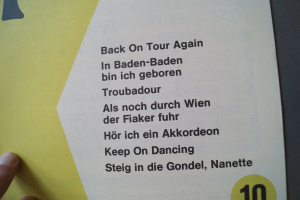 Back On Tour Again
In Baden-Baden
bin ich geboren
Troubadour
Als noch durch Wien
der Fiaker fuhr
Hör ich ein Akkordeon
Keep On Dancing
Steig in die Gondel, Nanette
10